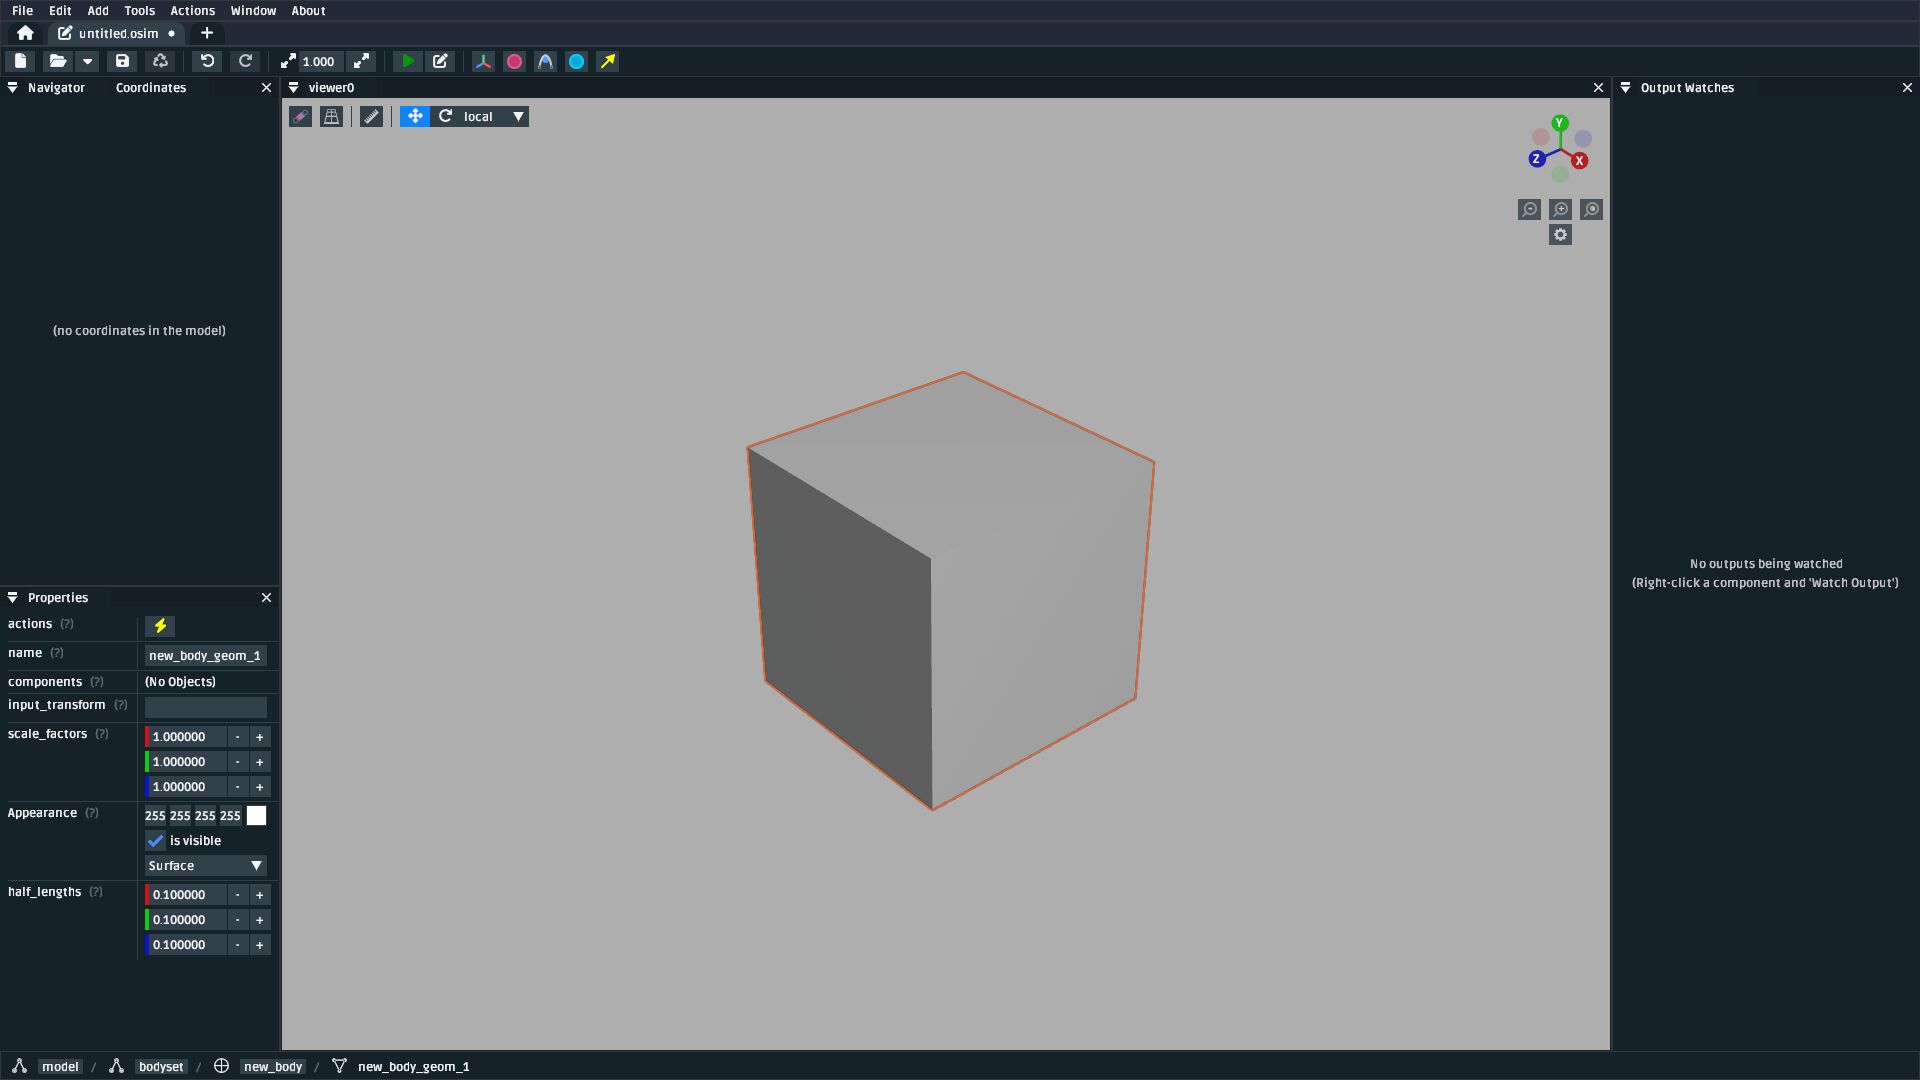 File Edit Add Tools Actions Window About
untitled.osim
1.000
Navigator Coordinates
viewer0
Output Watches
local
Y
Z X
(no coordinates in the model)
No outputs being watched
(Right-click a component and 'Watch Output')
Properties
actions (?)
name (?) new_body_geom_1
components (?) (No Objects)
input_transform (?)
scale_factors (?) 1.000000 - +
1.000000 - +
1.000000 - +
Appearance (?) 255 255 255 255
is visible
Surface
half_lengths (?) 0.100000 - +
0.100000 - +
0.100000 - +
model / bodyset / new_body / new_body_geom_1